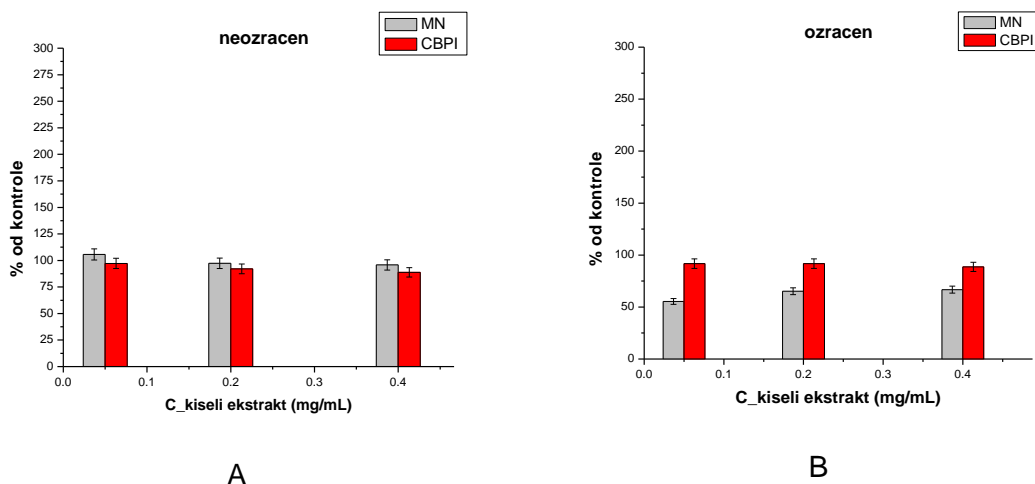 neozracen
MN
CBPI
300
275
250
225
200
175
150
125
100
75
50
25
0
% od kontrole
0.0
0.1
0.2
0.3
0.4
C_kiseli ekstrakt (mg/mL)
A
ozracen
MN
CBPI
300
250
200
150
100
50
0
% od kontrole
0.0
0.1
0.2
0.3
0.4
C_kiseli ekstrakt (mg/mL)
B